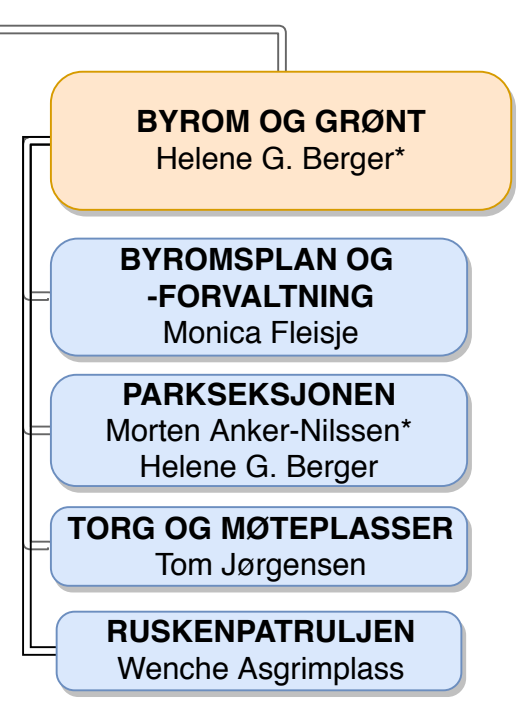 BYROM OG GRØNT
Helene G. Berger*
BYROMSPLAN OG
-FORVALTNING
Monica Fleisje
PARKSEKSJONEN
Morten Anker-Nilssen*
Helene G. Berger
TORG OG MØTEPLASSER
Tom Jørgensen
RUSKENPATRULJEN
Wenche Asgrimplass